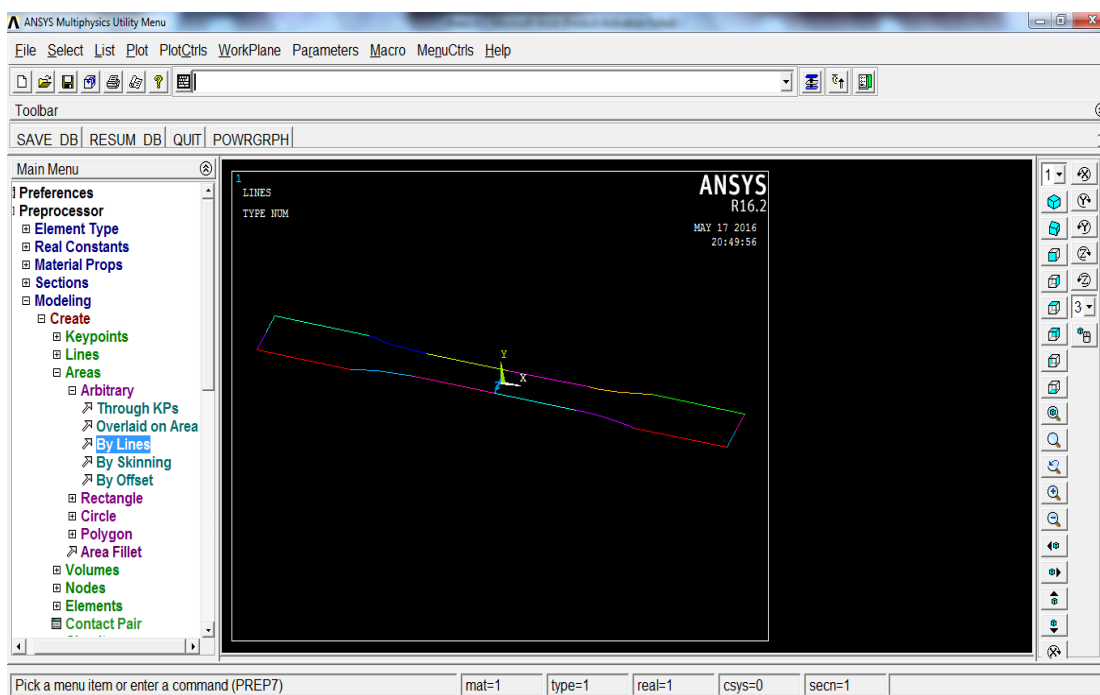 ANSYS Multiphysics Utility Menu
File Select List Plot PlotCtrls WorkPlane Parameters Macro MenuCtrls Help
Toolbar
SAVE_DB RESUM_DB QUIT POWRGRPH
Main Menu
Preferences
Preprocessor
Element Type
Real Constants
Material Props
Sections
Modeling
Create
Keypoints
Lines
Areas
Arbitrary
Through KPs
Overlaid on Area
By Lines
By Skinning
By Offset
Rectangle
Circle
Polygon
Area Fillet
Volumes
Nodes
Elements
Contact Pair
1
LINES
TYPE NUM
ANSYS
R16.2
MAY 17 2016
20:49:56
Y
X
Z
1
3
Pick a menu item or enter a command (PREP7)
mat=1
type=1
real=1
csys=0
secn=1